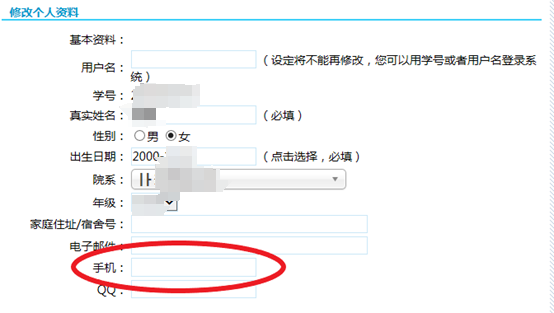 修改个人资料
基本资料：
用户名： （设定将不能再修改，您可以用学号或者用户名登录系
统）
学号：
真实姓名： （必填）
性别： 男 女
出生日期： 2000- （点击选择，必填）
院系：
年级：
家庭住址/宿舍号：
电子邮件：
手机：
QQ：